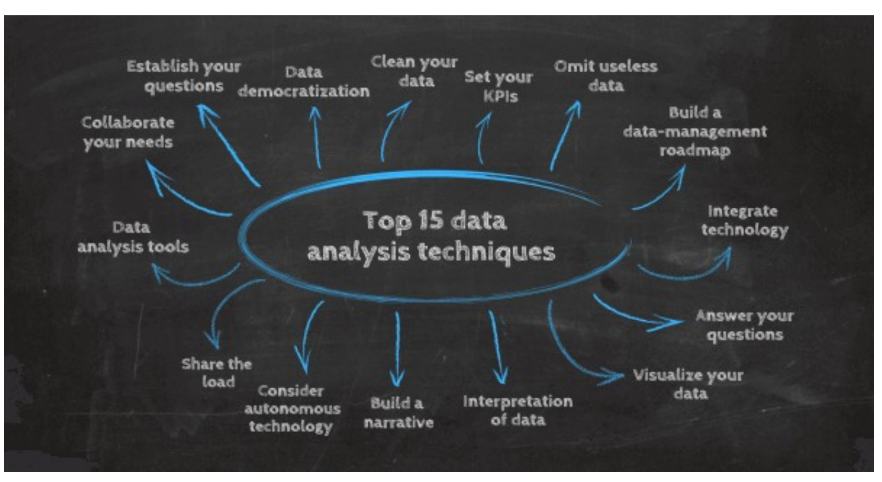 Top 15 data
analysis techniques
Collaborate
your needs
Establish your
questions
Data
democratization
Clean your
data
Set your
KPIs
Omit useless
data
Build a
data-management
roadmap
Integrate
technology
Answer your
questions
Visualize your
data
Interpretation
of data
Build a
narrative
Consider
autonomous
technology
Share the
load
Data
analysis tools